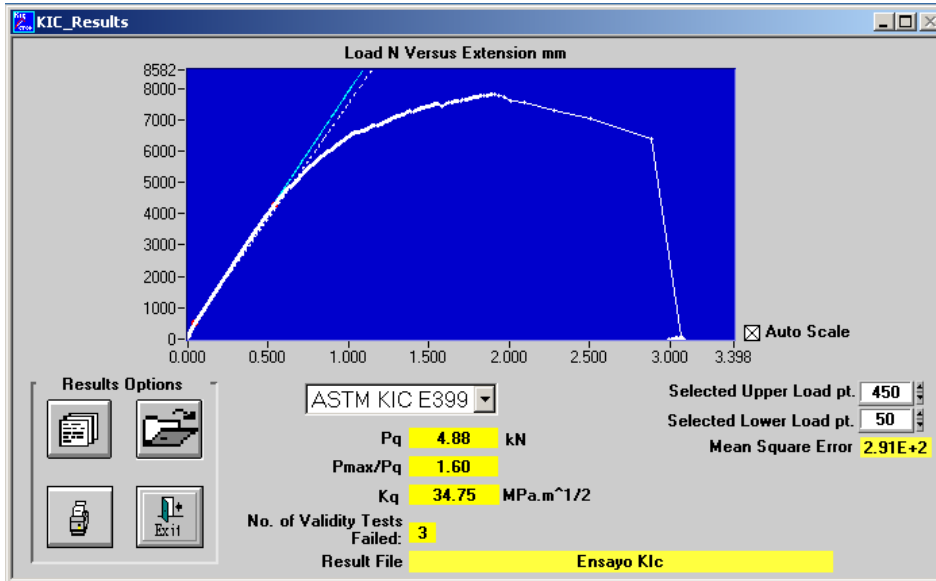 KIC_Results
Load N Versus Extension mm
8582
8000
7000
6000
5000
4000
3000
2000
1000
0
0.000 0.500 1.000 1.500 2.000 2.500 3.000 3.398
Auto Scale
Results Options
Exit
ASTM KIC E399
Pq 4.88 kN
Pmax/Pq 1.60
Kq 34.75 MPa.m^1/2
No. of Validity Tests
Failed: 3
Result File Ensayo KIc
Selected Upper Load pt. 450
Selected Lower Load pt. 50
Mean Square Error 2.91E+2